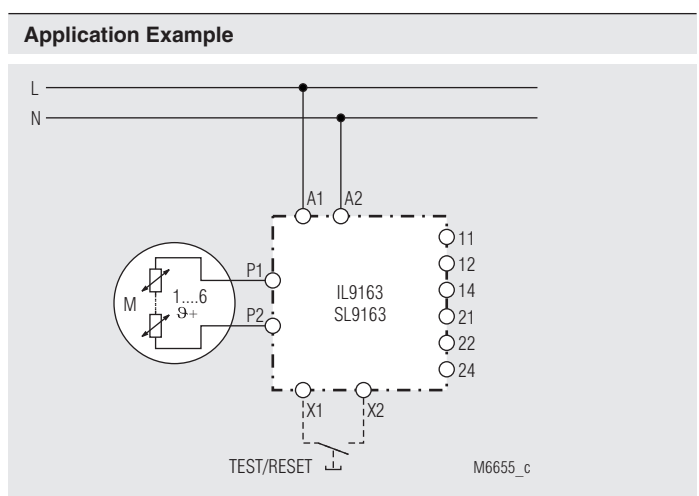 Application Example
L
N
A1 A2
11
12
14
21
22
24
P1
P2
M
1....6
ϑ+
IL9163
SL9163
X1 X2
TEST/RESET
M6655_c